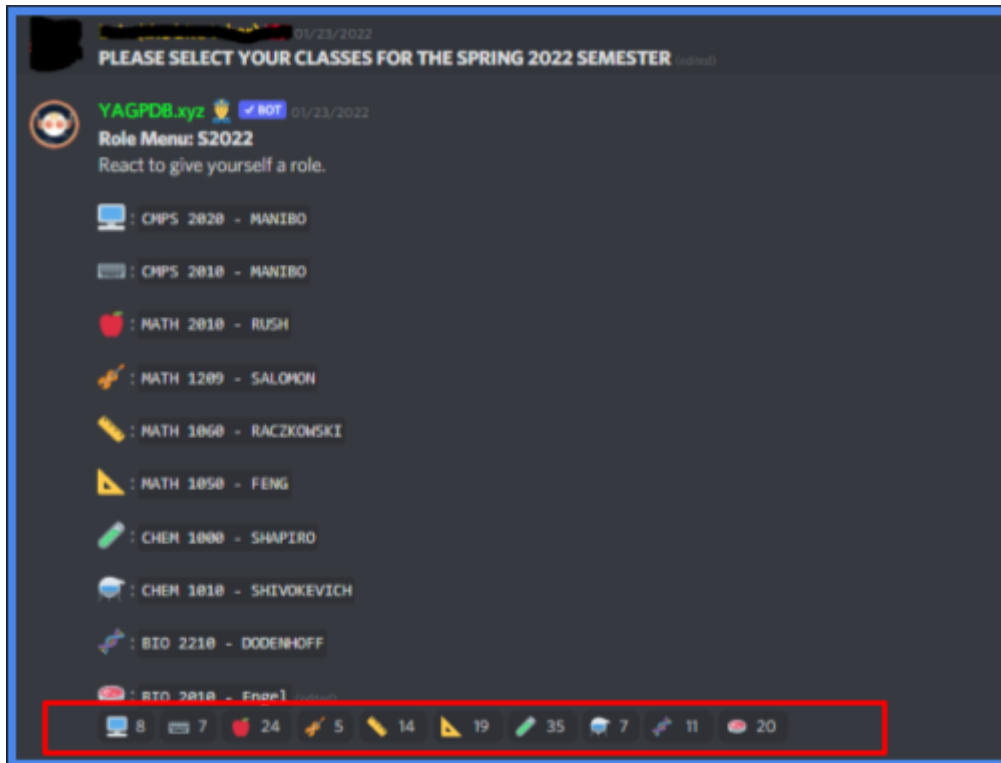 01/23/2022
PLEASE SELECT YOUR CLASSES FOR THE SPRING 2022 SEMESTER (edited)
YAGPDB.xyz BOT 01/23/2022
Role Menu: S2022
React to give yourself a role.
: CMPS 2020 - MANIBO
: CMPS 2010 - MANIBO
: MATH 2010 - RUSH
: MATH 1209 - SALOMON
: MATH 1060 - RACZKOWSKI
: MATH 1050 - FENG
: CHEM 1000 - SHAPIRO
: CHEM 1010 - SHIVOKEVICH
: BIO 2210 - DODENHOFF
: BIO 2010 - Engel (edited)
8 7 24 5 14 19 35 7 11 20